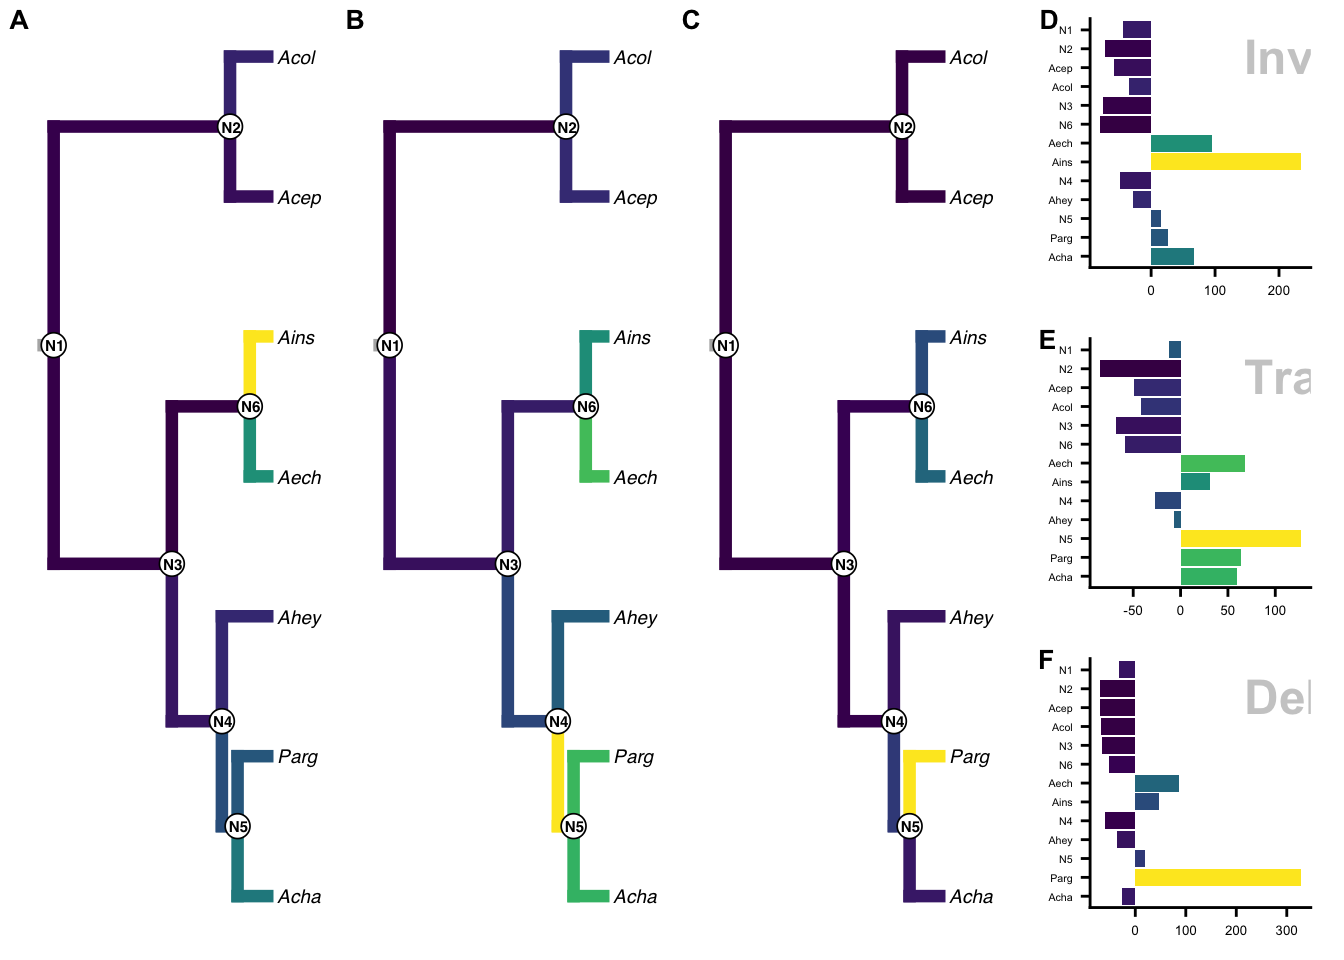 A
Acol
N2
Acep
Ains
N1
N6
Aech
N3
Ahey
N4
Parg
N5
Acha
B
Acol
N2
Acep
Ains
N1
N6
Aech
N3
Ahey
N4
Parg
N5
Acha
C
Acol
N2
Acep
Ains
N1
N6
Aech
N3
Ahey
N4
Parg
N5
Acha
D
Inv
N1
N2
Acep
Acol
N3
N6
Aech
Ains
N4
Ahey
N5
Parg
Acha
0 100 200
E
Tra
N1
N2
Acep
Acol
N3
N6
Aech
Ains
N4
Ahey
N5
Parg
Acha
-50 0 50 100
F
Del
N1
N2
Acep
Acol
N3
N6
Aech
Ains
N4
Ahey
N5
Parg
Acha
0 100 200 300